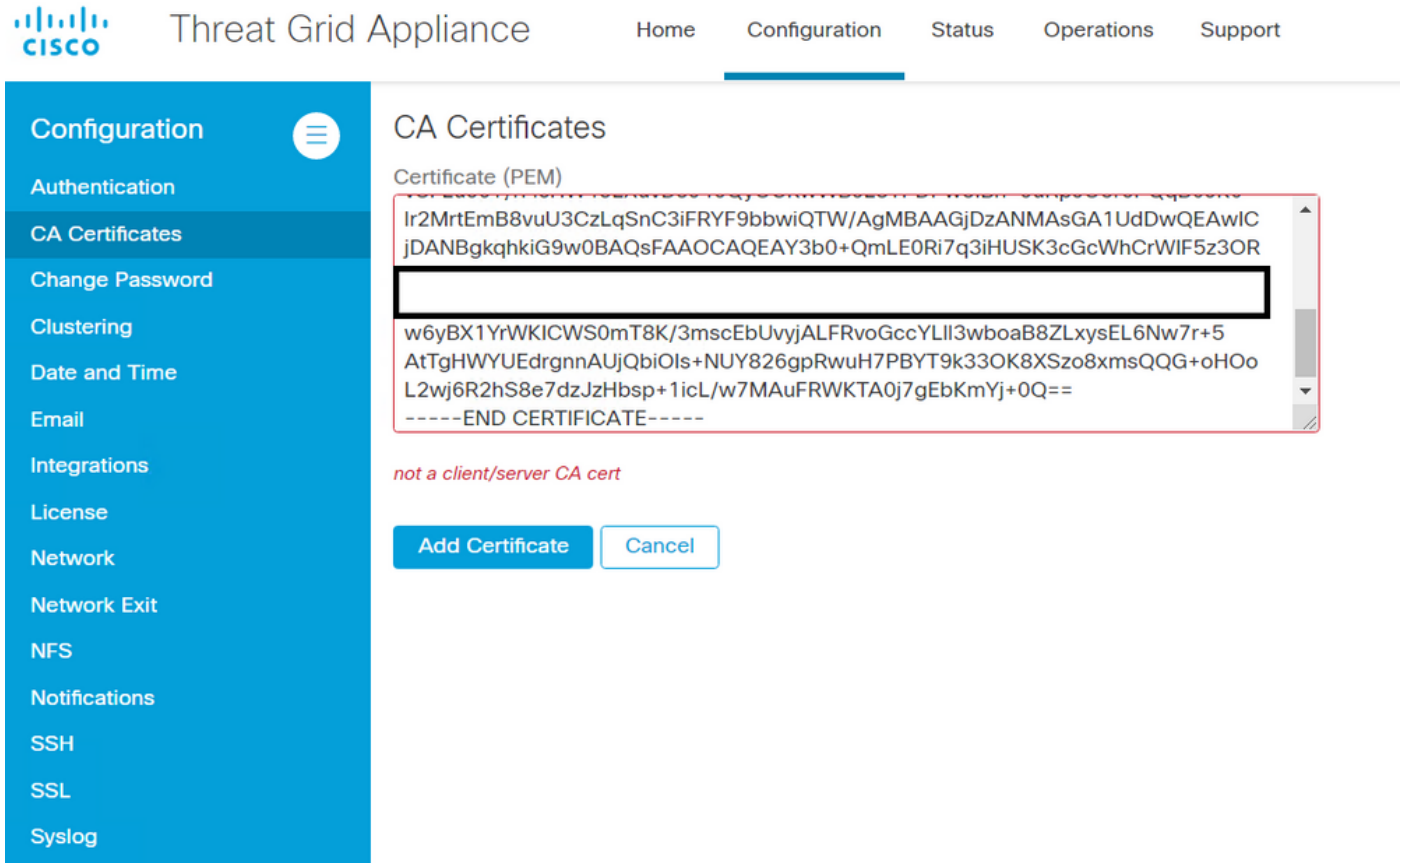 CISCO
Threat Grid Appliance
Home
Configuration
Status
Operations
Support
Configuration
Authentication
CA Certificates
Change Password
Clustering
Date and Time
Email
Integrations
License
Network
Network Exit
NFS
Notifications
SSH
SSL
Syslog
CA Certificates
Certificate (PEM)
Ir2MrtEmB8vuU3CzLqSnC3iFRYF9bbwiQTW/AgMBAAGjDzANMAsGA1UdDwQEAwIC
jDANBgkqhkiG9w0BAQsFAAOCAQEAY3b0+QmLE0Ri7q3iHUSK3cGcWhCrWIF5z3OR
w6yBX1YrWKICWS0mT8K/3mscEbUvyjALFRvoGccYLlI3wboaB8ZLxysEL6Nw7r+5
AtTgHWYUEdrgnnAUjQbiOIs+NUY826gpRwuH7PBYT9k33OK8XSzo8xmsQQG+oHOo
L2wj6R2hS8e7dzJzHbsp+1icL/w7MAuFRWKTA0j7gEbKmYj+0Q==
-----END CERTIFICATE-----
not a client/server CA cert
Add Certificate
Cancel